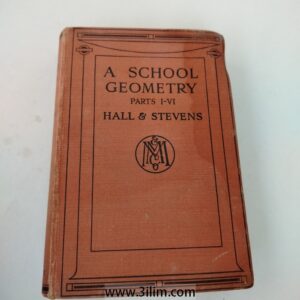 A SCHOOL
GEOMETRY
PARTS I-VI
HALL & STEVENS
www.3ilim.com